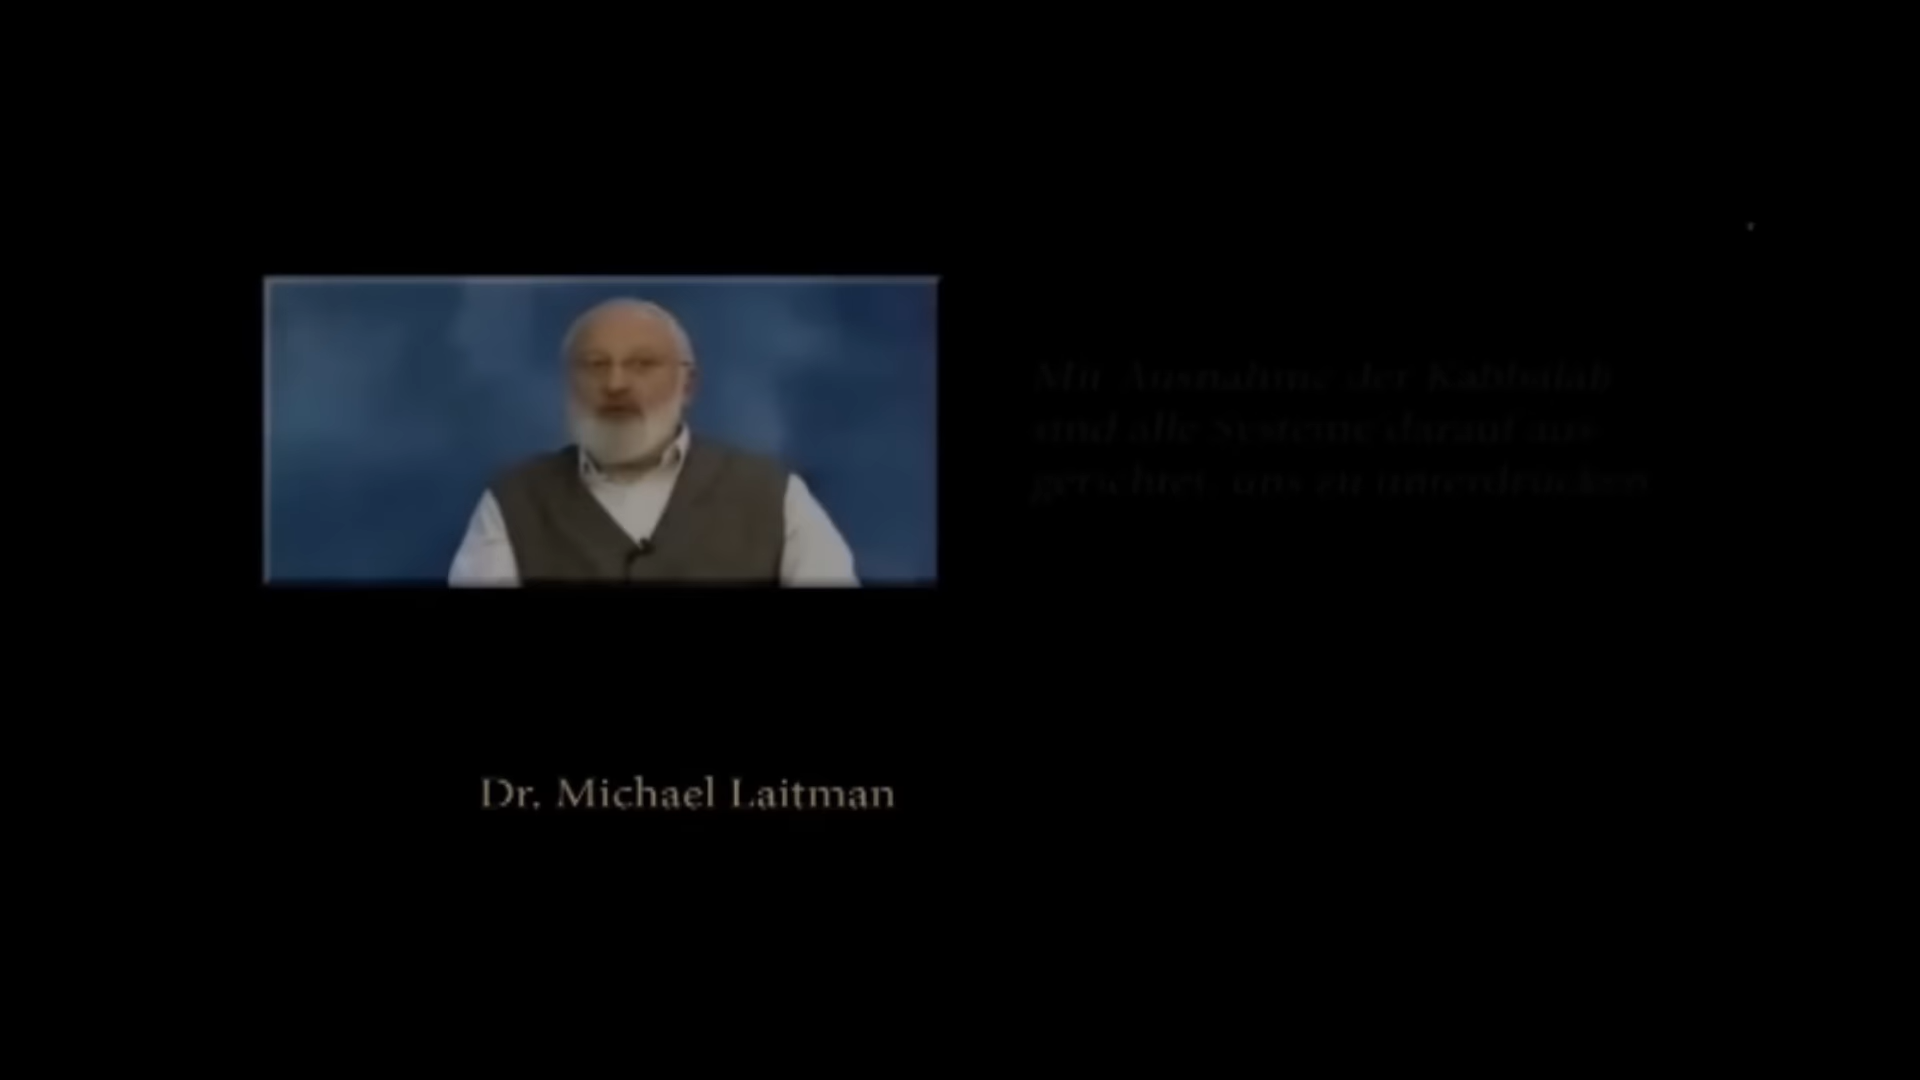 Mit Ausnahme der Kabbalah
sind alle Systeme darauf aus-
gerichtet, uns zu unterdrücken
Dr. Michael Laitman